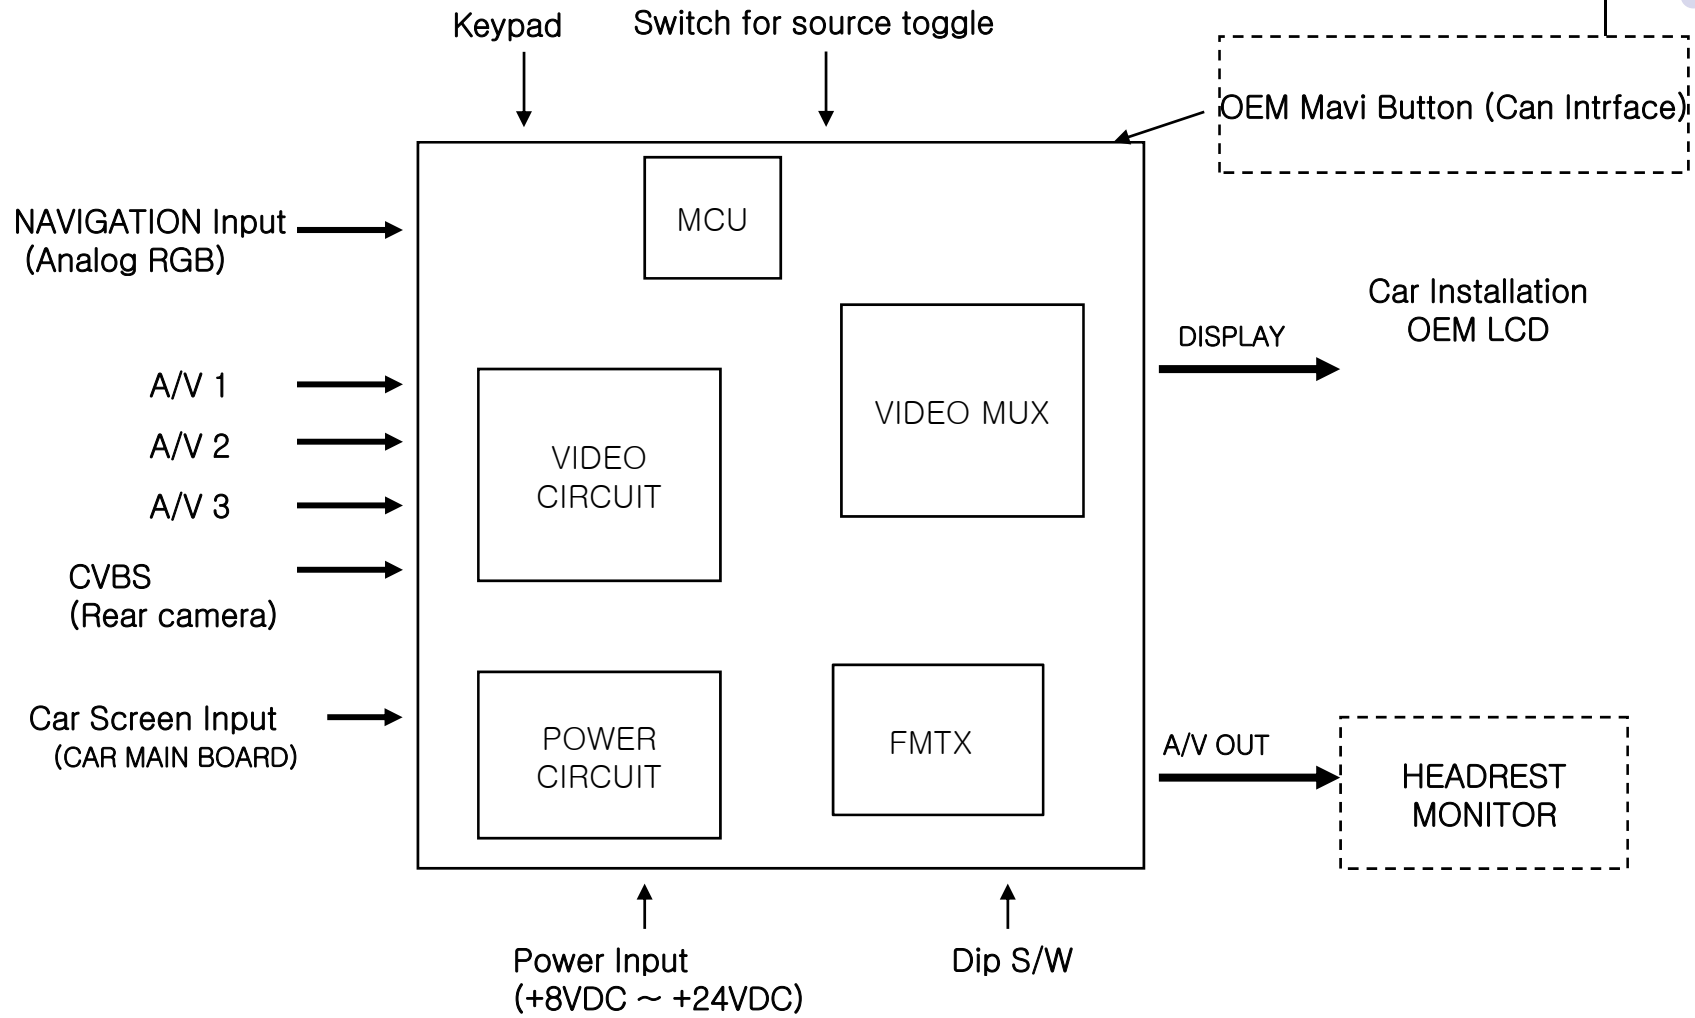 Keypad
Switch for source toggle
OEM Mavi Button (Can Intrface)
MCU
NAVIGATION Input
(Analog RGB)
Car Installation
OEM LCD
DISPLAY
A/V 1
A/V 2
A/V 3
VIDEO
CIRCUIT
VIDEO MUX
CVBS
(Rear camera)
Car Screen Input
(CAR MAIN BOARD)
POWER
CIRCUIT
FMTX
A/V OUT
HEADREST
MONITOR
Power Input
(+8VDC ~ +24VDC)
Dip S/W